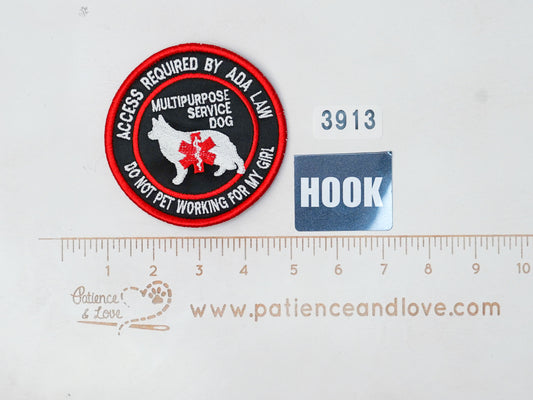 ACCESS REQUIRED BY ADA LAW
MULTIPURPOSE
SERVICE
DOG
DO NOT PET WORKING FOR MY GIRL
3913
HOOK
1 2 3 4 5 6 7 8 9 10
Patience
& Love
www.patienceandlove.com